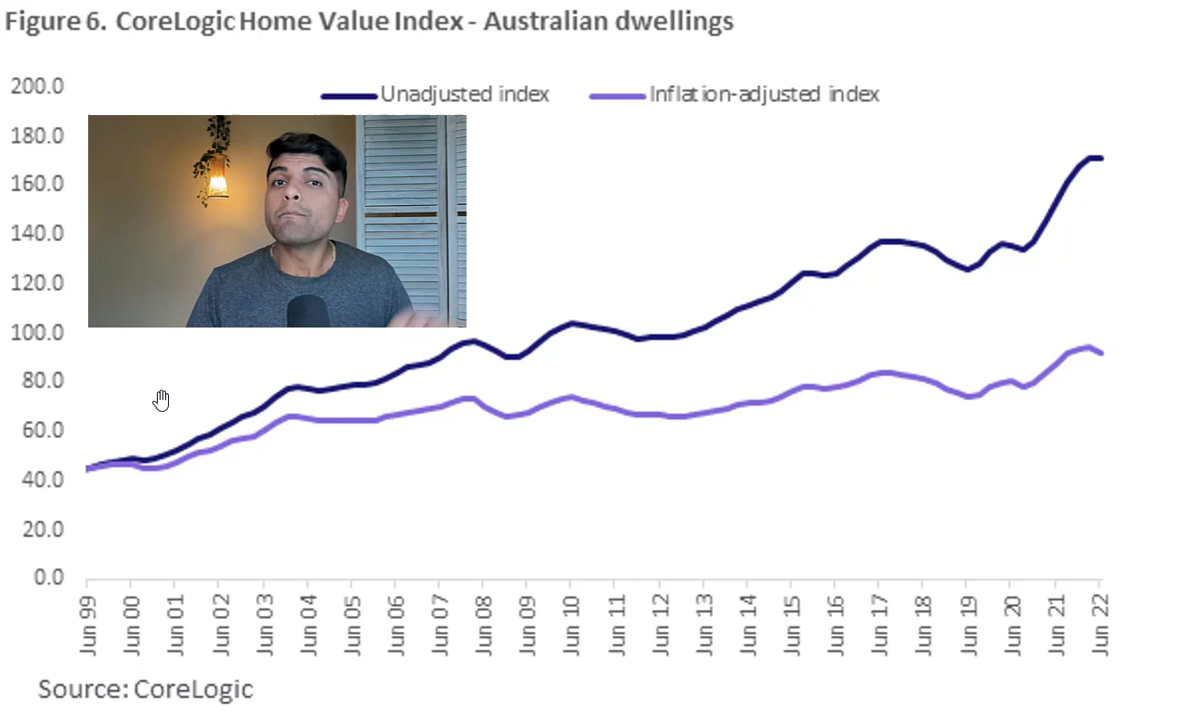 Figure 6. CoreLogic Home Value Index - Australian dwellings
200.0
Unadjusted index Inflation-adjusted index
180.0
160.0
140.0
120.0
100.0
80.0
60.0
40.0
20.0
0.0
Jun 99 Jun 00 Jun 01 Jun 02 Jun 03 Jun 04 Jun 05 Jun 06 Jun 07 Jun 08 Jun 09 Jun 10 Jun 11 Jun 12 Jun 13 Jun 14 Jun 15 Jun 16 Jun 17 Jun 18 Jun 19 Jun 20 Jun 21 Jun 22
Source: CoreLogic